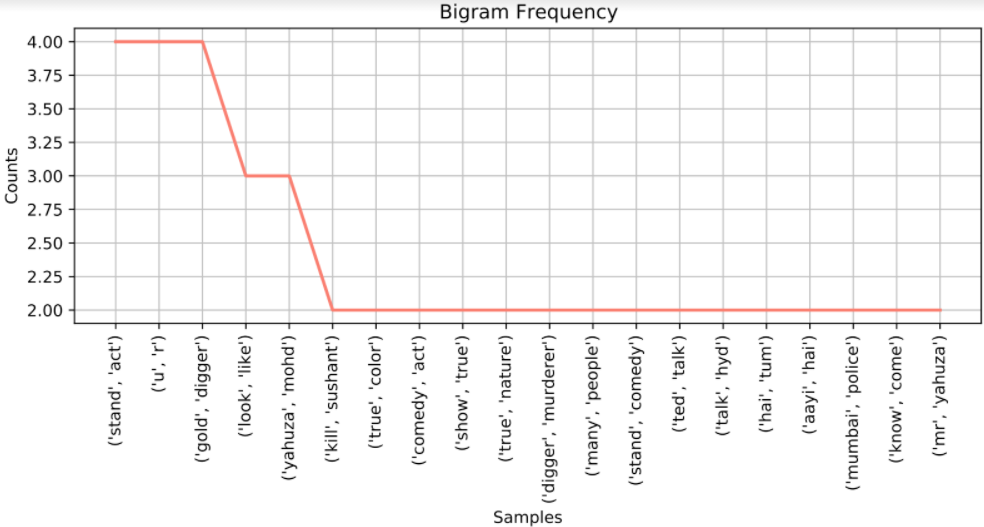 Bigram Frequency
4.00
3.75
3.50
3.25
3.00
2.75
2.50
2.25
2.00
Counts
('stand', 'act')
('u', 'r')
('gold', 'digger')
('look', 'like')
('yahuza', 'mohd')
('kill', 'sushant')
('true', 'color')
('comedy', 'act')
('show', 'true')
('true', 'nature')
('digger', 'murderer')
('many', 'people')
('stand', 'comedy')
('ted', 'talk')
('talk', 'hyd')
('hai', 'tum')
('aayi', 'hai')
('mumbai', 'police')
('know', 'come')
('mr', 'yahuza')
Samples